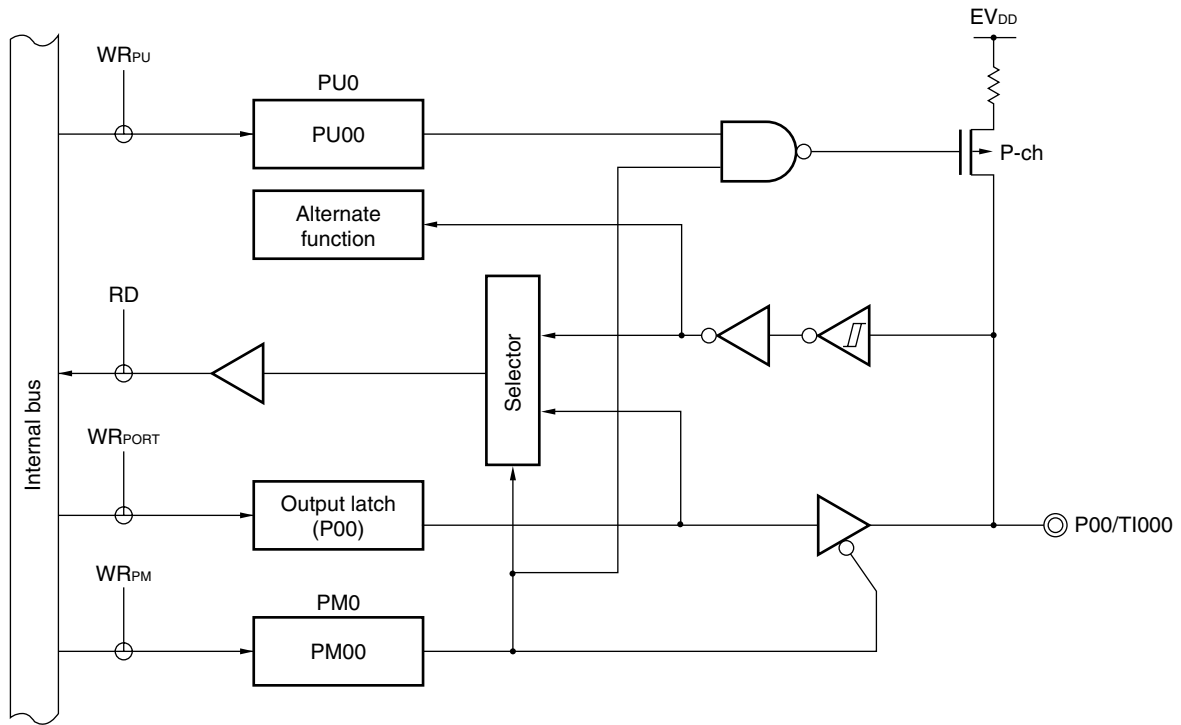 EVDD
WRPU
PU0
PU00
P-ch
Alternate
function
RD
Selector
Internal bus
WRPORT
Output latch
(P00)
P00/TI000
WRPM
PM0
PM00